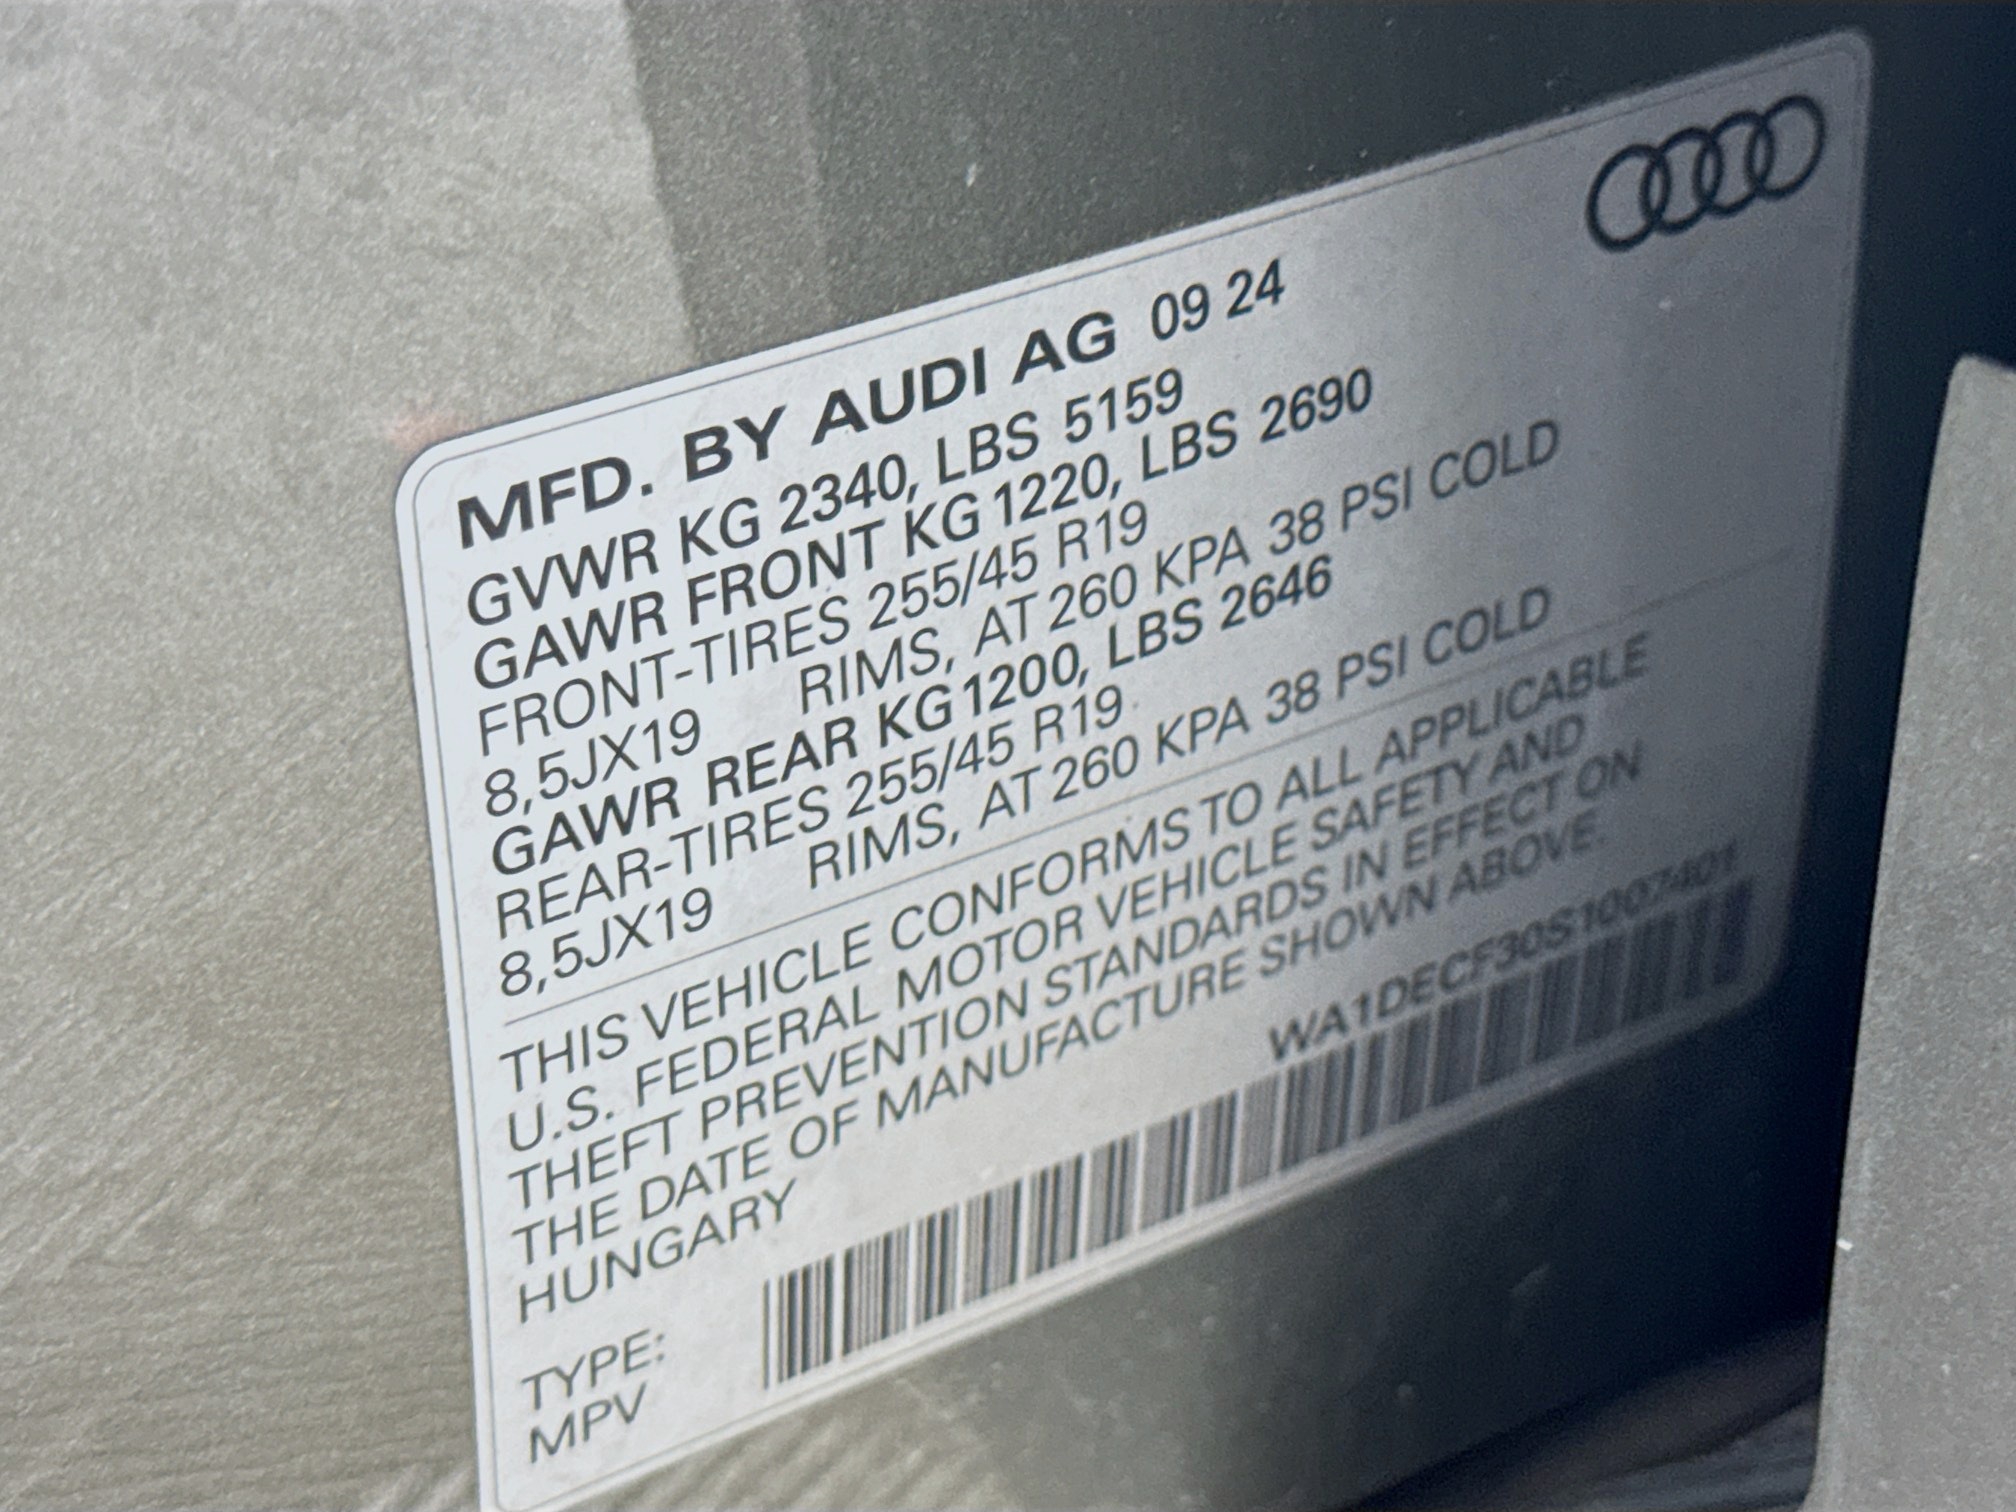 MFD. BY AUDI AG 09 24
GVWR KG 2340, LBS 5159
GAWR FRONT KG 1220, LBS 2690
FRONT-TIRES 255/45 R19
8,5JX19 RIMS, AT 260 KPA 38 PSI COLD
GAWR REAR KG 1200, LBS 2646
REAR-TIRES 255/45 R19
8,5JX19 RIMS, AT 260 KPA 38 PSI COLD
THIS VEHICLE CONFORMS TO ALL APPLICABLE
U.S. FEDERAL MOTOR VEHICLE SAFETY AND
THEFT PREVENTION STANDARDS IN EFFECT ON
THE DATE OF MANUFACTURE SHOWN ABOVE.
HUNGARY
WA1DECF30S1007401
TYPE:
MPV